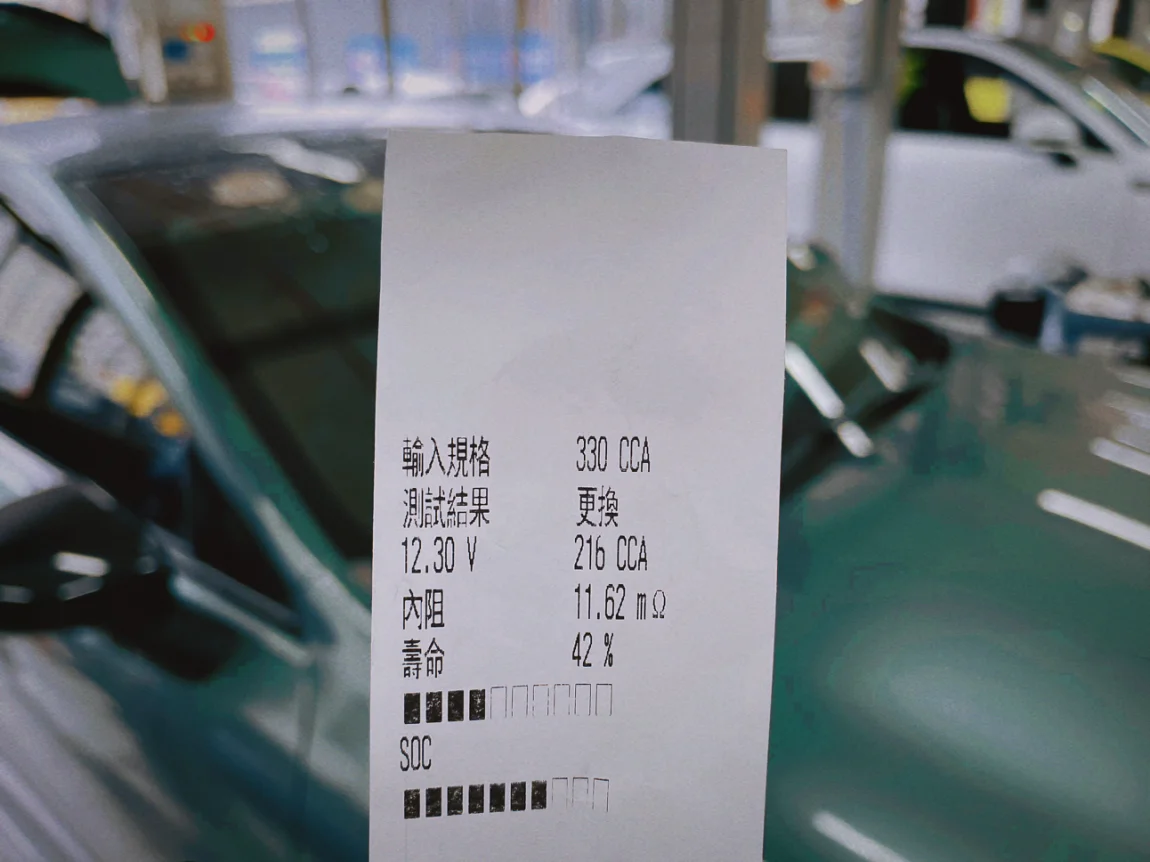 輸入規格 330 CCA
測試結果 更換
12.30 V 216 CCA
內阻 11.62 mΩ
壽命 42 %
SOC